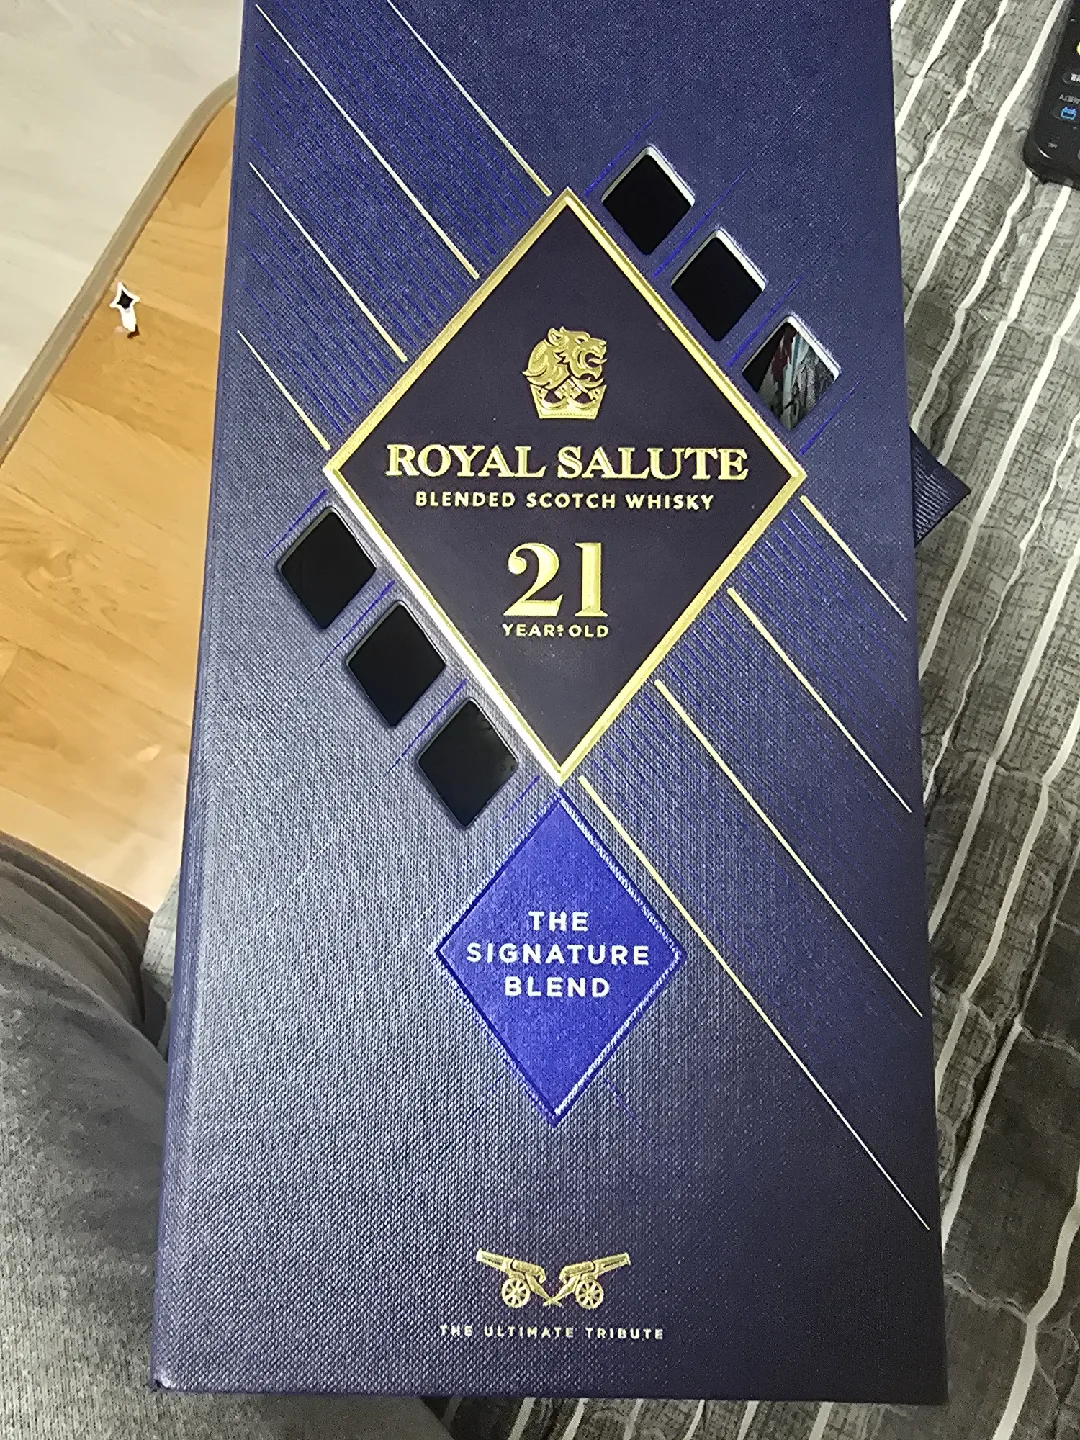 ROYAL SALUTE
BLENDED SCOTCH WHISKY
21
YEARS OLD
THE
SIGNATURE
BLEND
THE ULTIMATE TRIBUTE